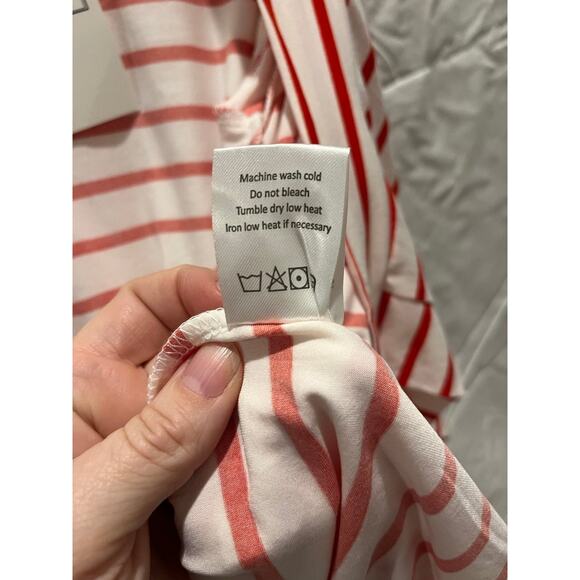 Machine wash cold
Do not bleach
Tumble dry low heat
Iron low heat if necessary